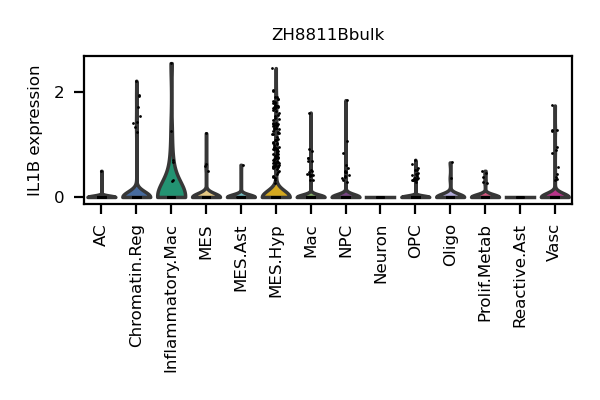 ZH8811Bbulk
IL1B expression
2
0
AC
Chromatin.Reg
Inflammatory.Mac
MES
MES.Ast
MES.Hyp
Mac
NPC
Neuron
OPC
Oligo
Prolif.Metab
Reactive.Ast
Vasc